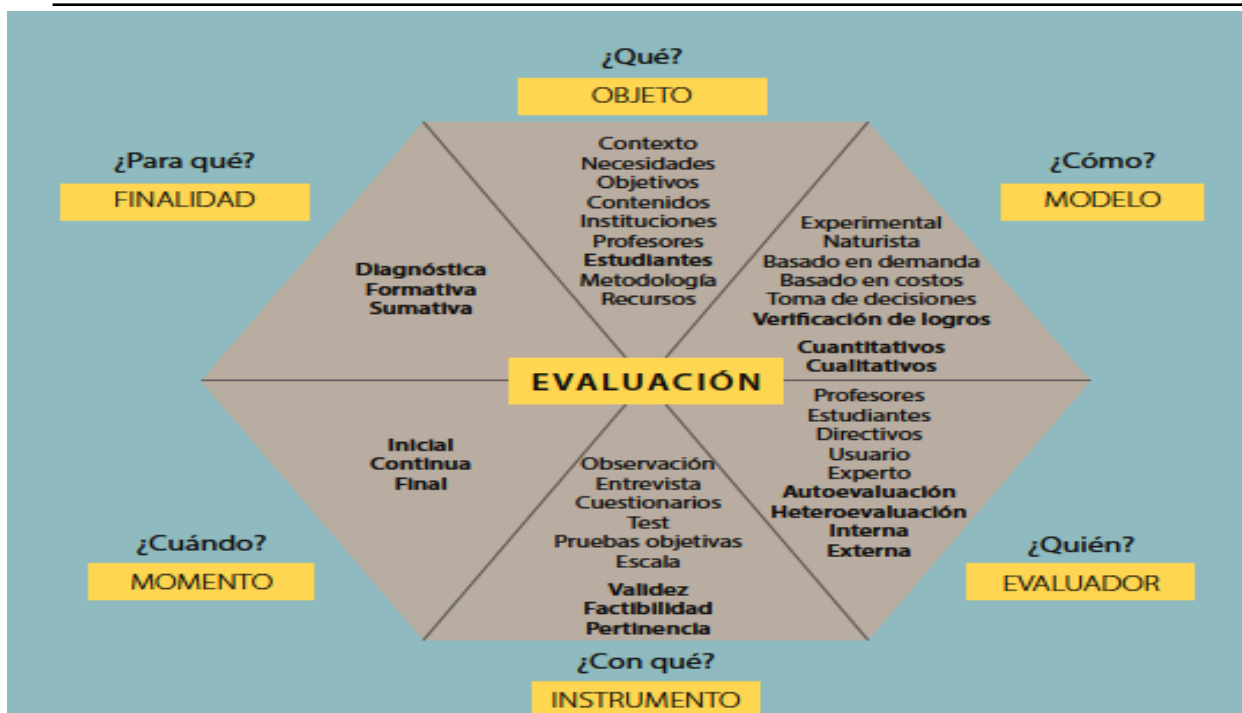 ¿Qué?
OBJETO
Contexto
Necesidades
Objetivos
Contenidos
Instituciones
Profesores
Estudiantes
Metodología
Recursos
¿Cómo?
MODELO
Experimental
Naturista
Basado en demanda
Basado en costos
Toma de decisiones
Verificación de logros
Cuantitativos
Cualitativos
¿Quién?
EVALUADOR
Profesores
Estudiantes
Directivos
Usuario
Experto
Autoevaluación
Heteroevaluación
Interna
Externa
¿Con qué?
INSTRUMENTO
Observación
Entrevista
Cuestionarios
Test
Pruebas objetivas
Escala
Validez
Factibilidad
Pertinencia
¿Cuándo?
MOMENTO
Inicial
Continua
Final
¿Para qué?
FINALIDAD
Diagnóstica
Formativa
Sumativa
EVALUACIÓN